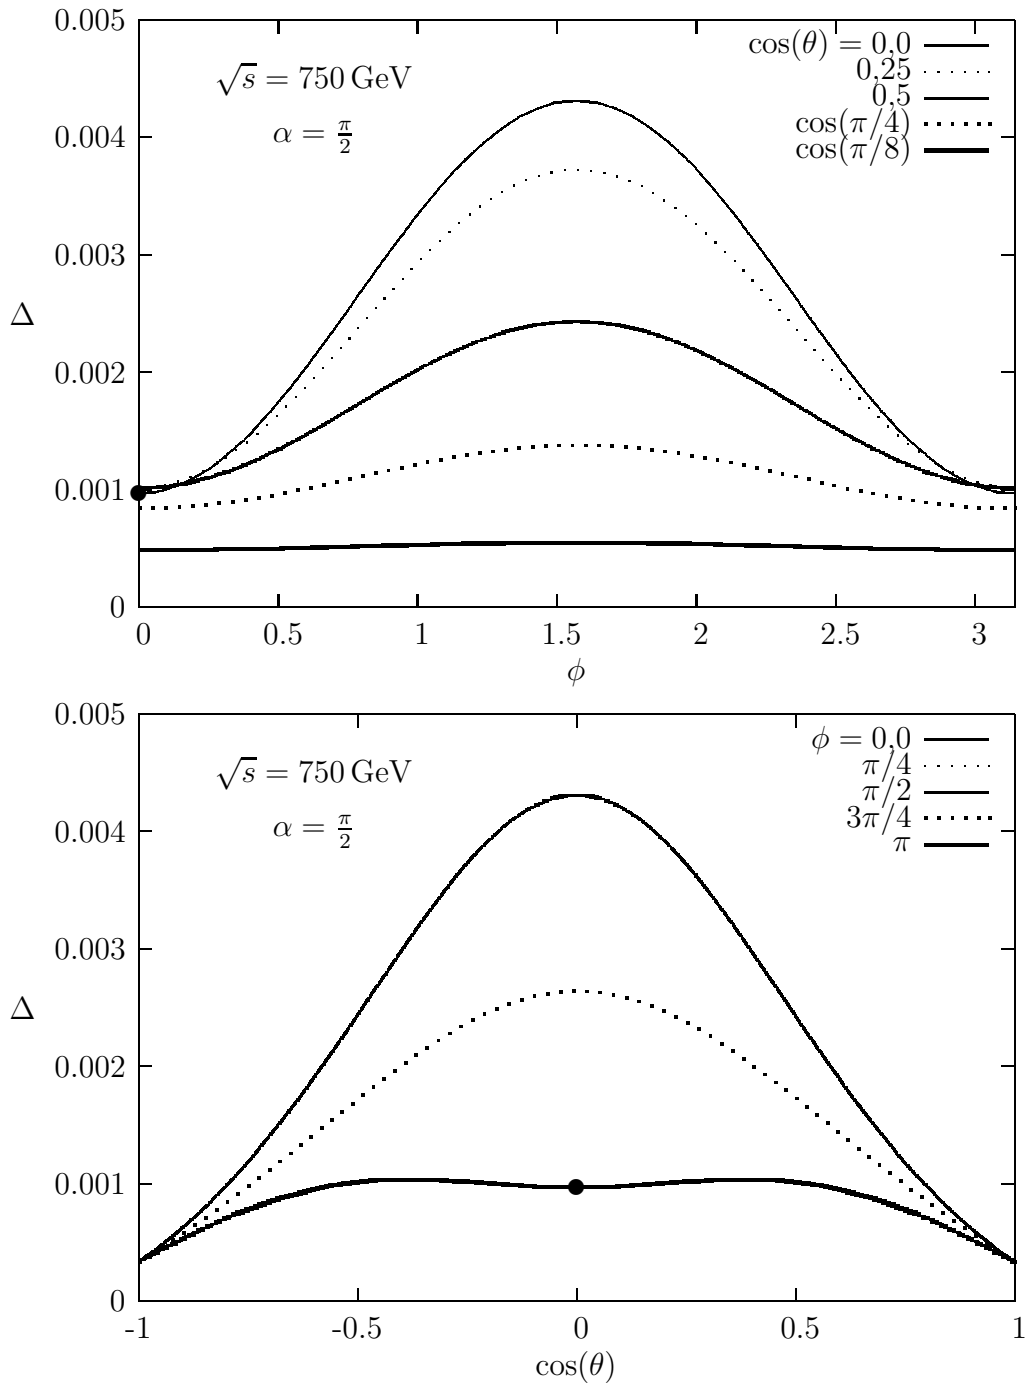 0.005
cos(θ) = 0,0
√s = 750 GeV
0,25
0,5
0.004
α = π/2
cos(π/4)
cos(π/8)
0.003
Δ
0.002
0.001
0
0 0.5 1 1.5 2 2.5 3
ϕ
0.005
ϕ = 0,0
√s = 750 GeV
π/4
π/2
0.004
α = π/2
3π/4
π
0.003
Δ
0.002
0.001
0
-1 -0.5 0 0.5 1
cos(θ)